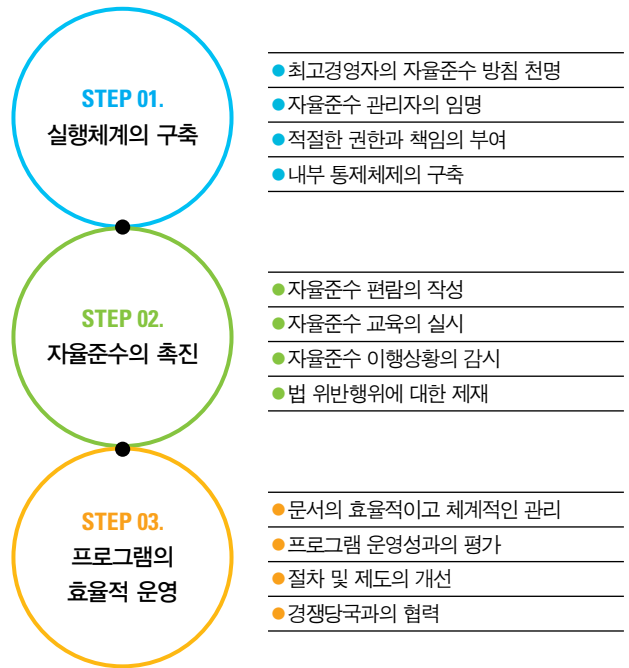 STEP 01.
실행체계의 구축
●최고경영자의 자율준수 방침 천명
●자율준수 관리자의 임명
●적절한 권한과 책임의 부여
●내부 통제체제의 구축
STEP 02.
자율준수의 촉진
●자율준수 편람의 작성
●자율준수 교육의 실시
●자율준수 이행상황의 감시
●법 위반행위에 대한 제재
STEP 03.
프로그램의
효율적 운영
●문서의 효율적이고 체계적인 관리
●프로그램 운영성과의 평가
●절차 및 제도의 개선
●경쟁당국과의 협력